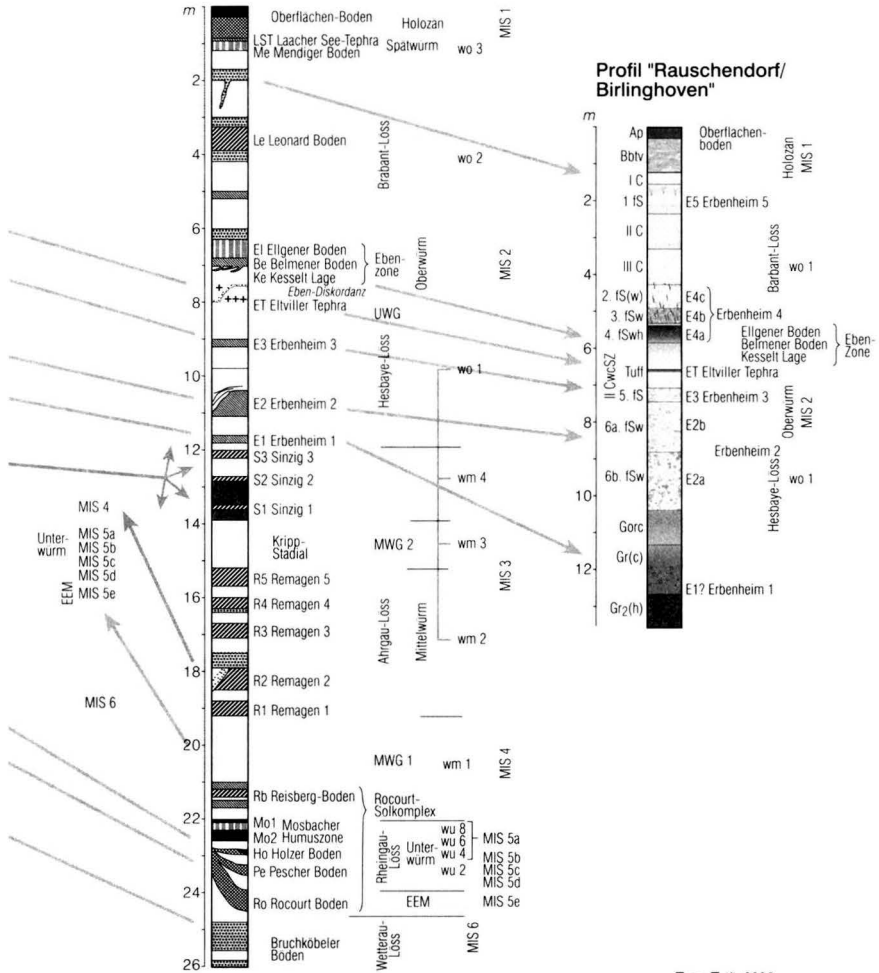 m
Oberflachen-Boden
Holozan
MIS 1
LST Laacher See-Tephra
Spätwürm
Me Mendiger Boden
wo 3
2
Le Leonard Boden
Brabant-Loss
wo 2
4
6
El Ellgener Boden
Be Belmener Boden
Ke Kesselt Lage
Eben-
zone
Oberwürm
MIS 2
Eben-Diskordanz
8
ET Eltviller Tephra
UWG
E3 Erbenheim 3
Hesbaye-Löss
10
wo 1
E2 Erbenheim 2
E1 Erbenheim 1
12
S3 Sinzig 3
S2 Sinzig 2
wm 4
S1 Sinzig 1
14
Kripp-
Stadial
MWG 2
wm 3
MIS 3
R5 Remagen 5
16
R4 Remagen 4
R3 Remagen 3
Ahrgau-Löss
Mittelwürm
wm 2
18
R2 Remagen 2
R1 Remagen 1
20
MWG 1
wm 1
MIS 4
Rb Reisberg-Boden
Rocourt-
Solkomplex
22
Mo1 Mosbacher
Mo2 Humuszone
Ho Holzer Boden
Pe Pescher Boden
Rheingau-
Löss
Unter-
würm
wu 8
wu 6
wu 4
wu 2
MIS 5a
MIS 5b
MIS 5c
MIS 5d
24
Ro Rocourt Boden
EEM
MIS 5e
Bruchköbeler
Böden
Wetterau-
Löss
MIS 6
26
MIS 4
Unter-
würm
MIS 5a
MIS 5b
MIS 5c
MIS 5d
EEM
MIS 5e
MIS 6
Profil "Rauschendorf/
Birlinghoven"
m
Ap
Oberflachen-
boden
Bbtv
Holozan
MIS 1
I C
2
1 fS
E5 Erbenheim 5
II C
Barbant-Löss
III C
wo 1
4
2. fS(w)
E4c
3. fSw
E4b
Erbenheim 4
4. fSwh
E4a
6
Ellgener Boden
Belmener Boden
Kesselt Lage
Eben-
Zone
II CwcSZ
Tuff
ET Eltviller Tephra
5. fS
E3 Erbenheim 3
Oberwürm
MIS 2
8
6a. fSw
E2b
Erbenheim 2
6b. fSw
E2a
Hesbaye-Löss
wo 1
10
Gorc
Gr(c)
12
E1? Erbenheim 1
Gr2(h)